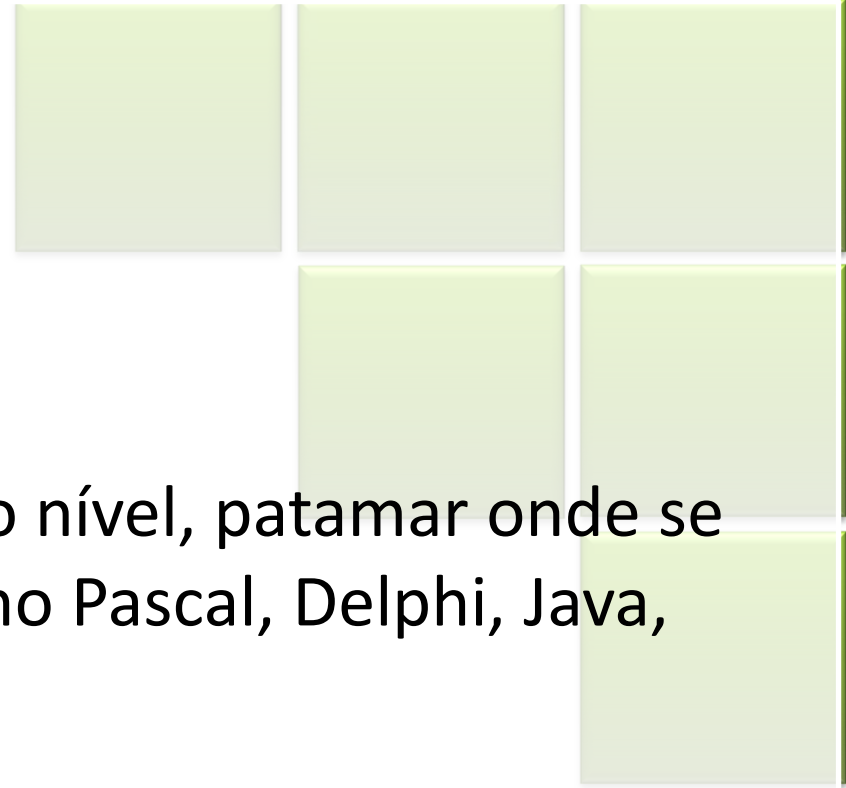 o nível, patamar onde se
no Pascal, Delphi, Java,